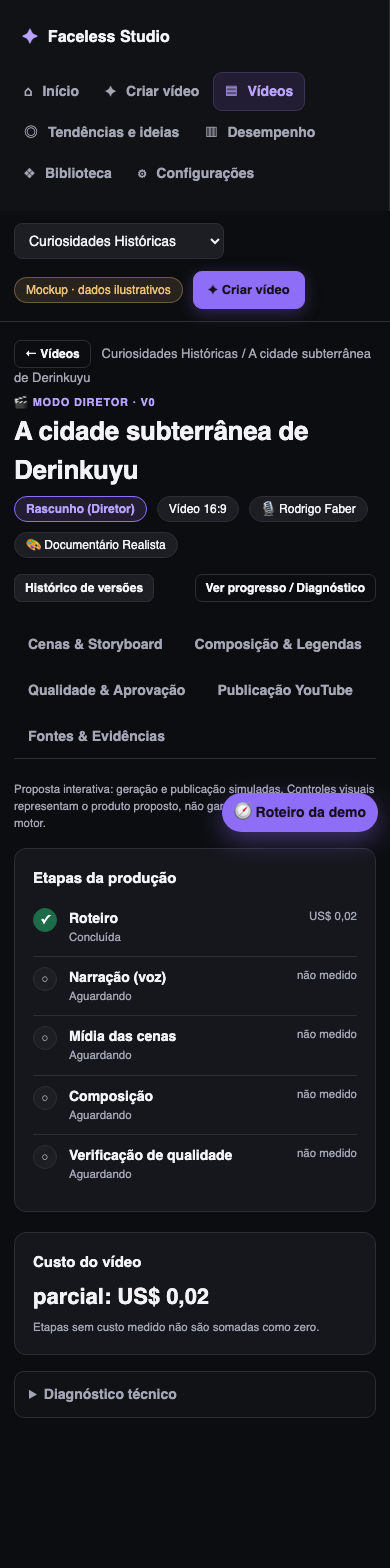 Faceless Studio
Início
Criar vídeo
Vídeos
Tendências e ideias
Desempenho
Biblioteca
Configurações
Curiosidades Históricas
Mockup · dados ilustrativos
✦ Criar vídeo
← Vídeos
Curiosidades Históricas / A cidade subterrânea
de Derinkuyu
🎬 MODO DIRETOR · V0
A cidade subterrânea de
Derinkuyu
Rascunho (Diretor)
Vídeo 16:9
🎙️ Rodrigo Faber
🎨 Documentário Realista
Histórico de versões
Ver progresso / Diagnóstico
Cenas & Storyboard
Composição & Legendas
Qualidade & Aprovação
Publicação YouTube
Fontes & Evidências
Proposta interativa: geração e publicação simuladas. Controles visuais
representam o produto proposto, não
motor.
🧭 Roteiro da demo
Etapas da produção
Roteiro
US$ 0,02
Concluída
Narração (voz)
não medido
Aguardando
Mídia das cenas
não medido
Aguardando
Composição
não medido
Aguardando
Verificação de qualidade
não medido
Aguardando
Custo do vídeo
parcial: US$ 0,02
Etapas sem custo medido não são somadas como zero.
▶ Diagnóstico técnico